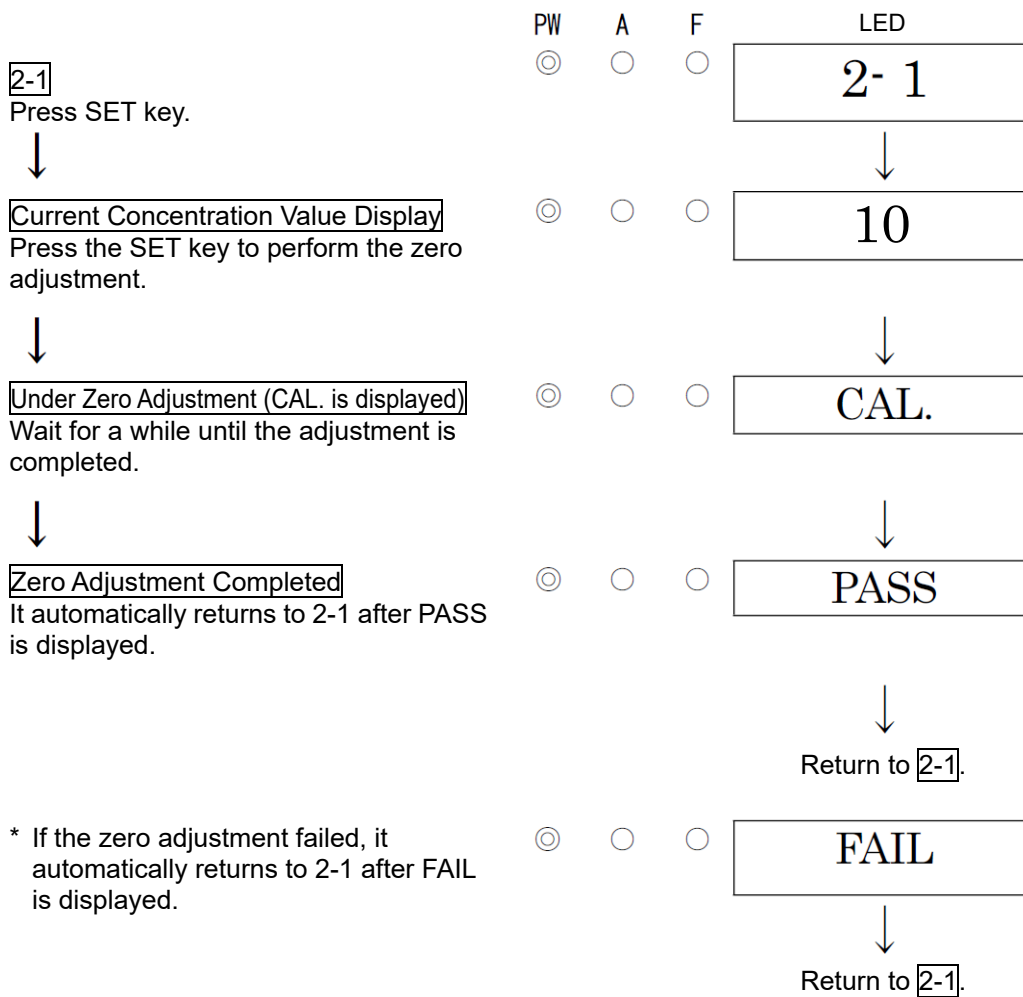 PW A F LED
2-1
Press SET key.
◎ ○ ○ 2- 1
↓ ↓
Current Concentration Value Display
Press the SET key to perform the zero
adjustment.
◎ ○ ○ 10
↓ ↓
Under Zero Adjustment (CAL. is displayed)
Wait for a while until the adjustment is
completed.
◎ ○ ○ CAL.
↓ ↓
Zero Adjustment Completed
It automatically returns to 2-1 after PASS
is displayed.
◎ ○ ○ PASS
↓
Return to 2-1.
* If the zero adjustment failed, it
automatically returns to 2-1 after FAIL
is displayed.
◎ ○ ○ FAIL
↓
Return to 2-1.